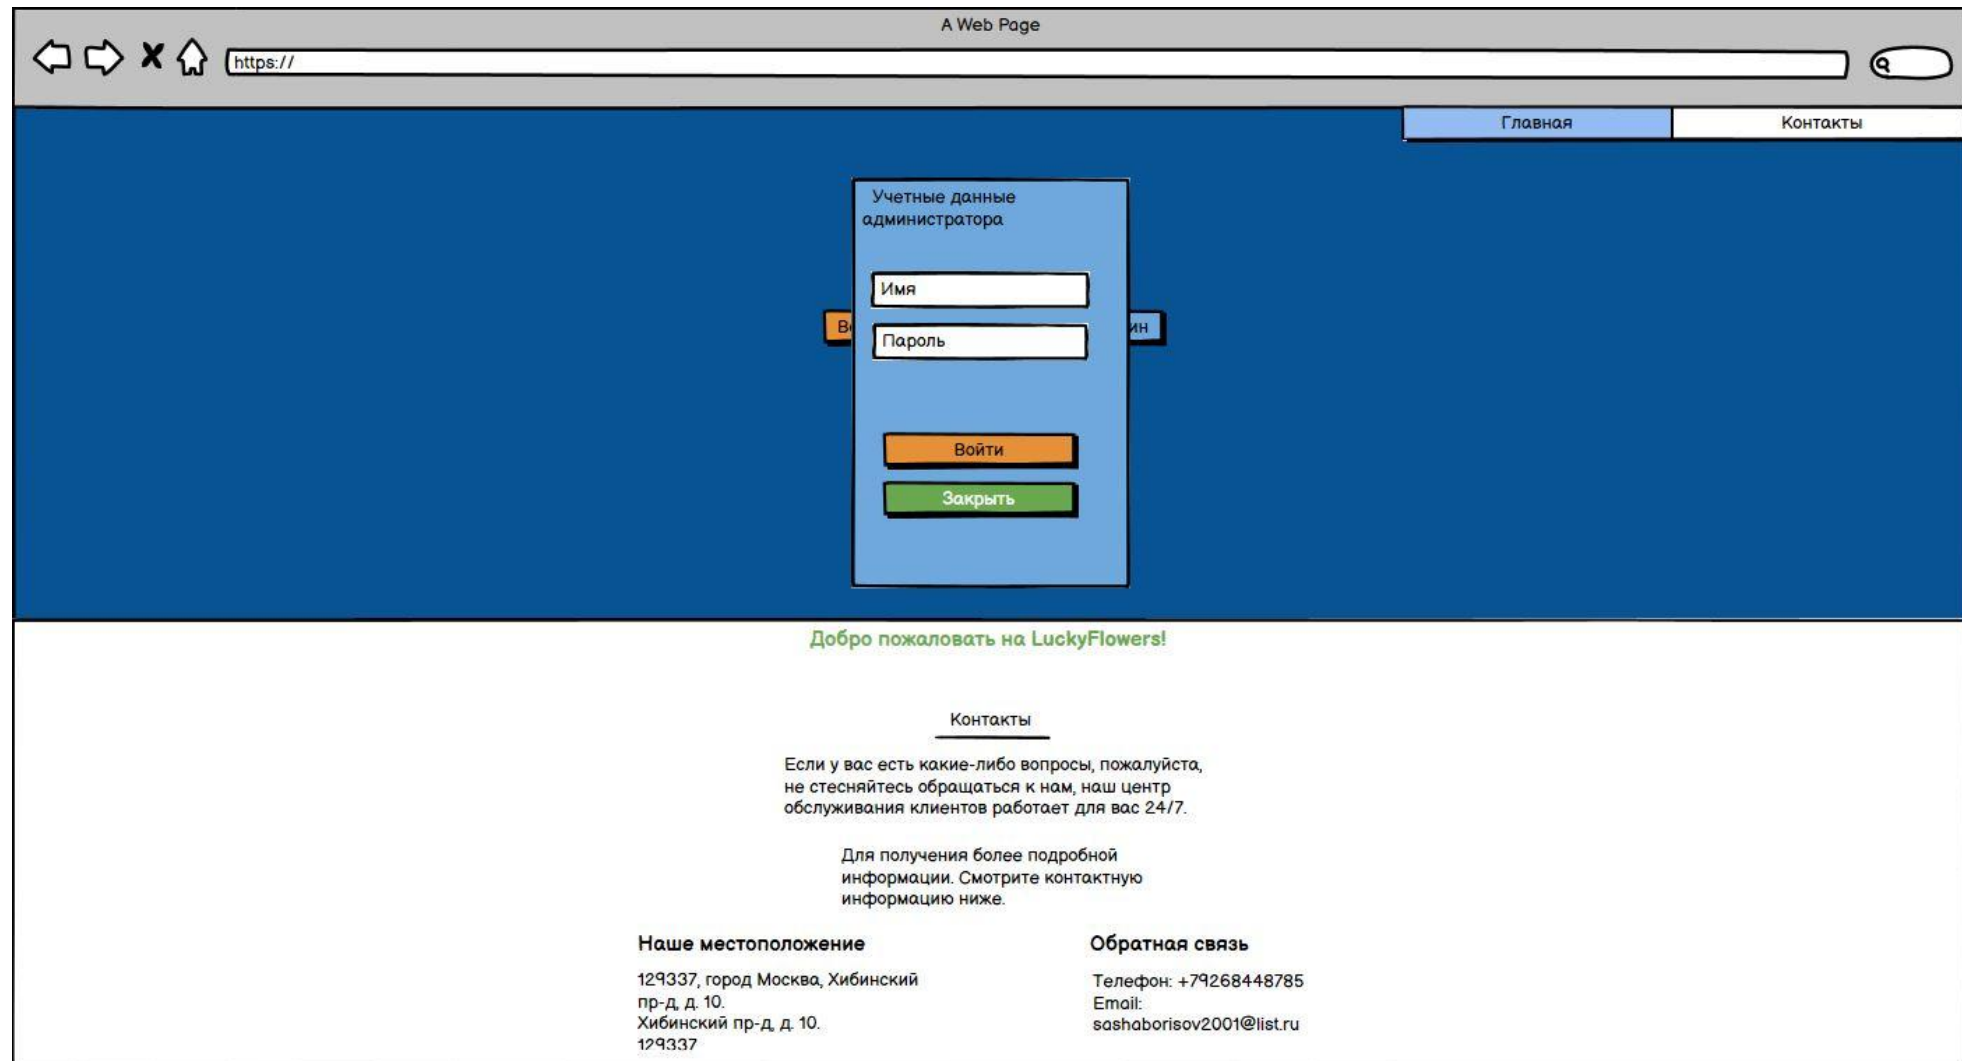 A Web Page
https://
Главная
Контакты
Учетные данные
администратора
Имя
Пароль
Войти
Закрыть
Добро пожаловать на LuckyFlowers!
Контакты
Если у вас есть какие-либо вопросы, пожалуйста,
не стесняйтесь обращаться к нам, наш центр
обслуживания клиентов работает для вас 24/7.
Для получения более подробной
информации. Смотрите контактную
информацию ниже.
Наше местоположение
129337, город Москва, Хибинский
пр-д, д. 10.
Хибинский пр-д, д. 10.
129337
Обратная связь
Телефон: +79268448785
Email:
sashaborisov2001@list.ru